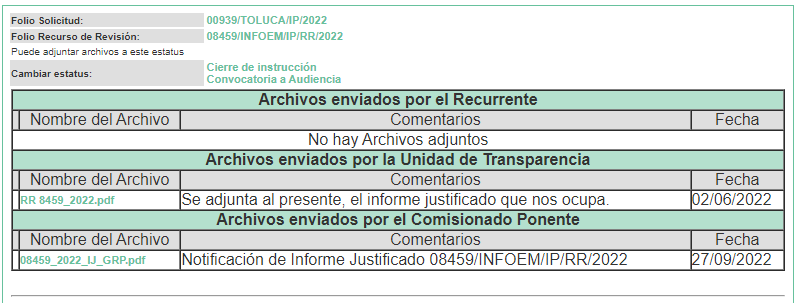 Folio Solicitud: 00939/TOLUCA/IP/2022
Folio Recurso de Revisión: 08459/INFOEM/IP/RR/2022
Puede adjuntar archivos a este estatus
Cambiar estatus: Cierre de instrucción
Convocatoria a Audiencia
Archivos enviados por el Recurrente
Nombre del Archivo Comentarios Fecha
No hay Archivos adjuntos
Archivos enviados por la Unidad de Transparencia
Nombre del Archivo Comentarios Fecha
RR 8459_2022.pdf Se adjunta al presente, el informe justificado que nos ocupa. 02/06/2022
Archivos enviados por el Comisionado Ponente
Nombre del Archivo Comentarios Fecha
08459_2022_IJ_GRP.pdf Notificación de Informe Justificado 08459/INFOEM/IP/RR/2022 27/09/2022